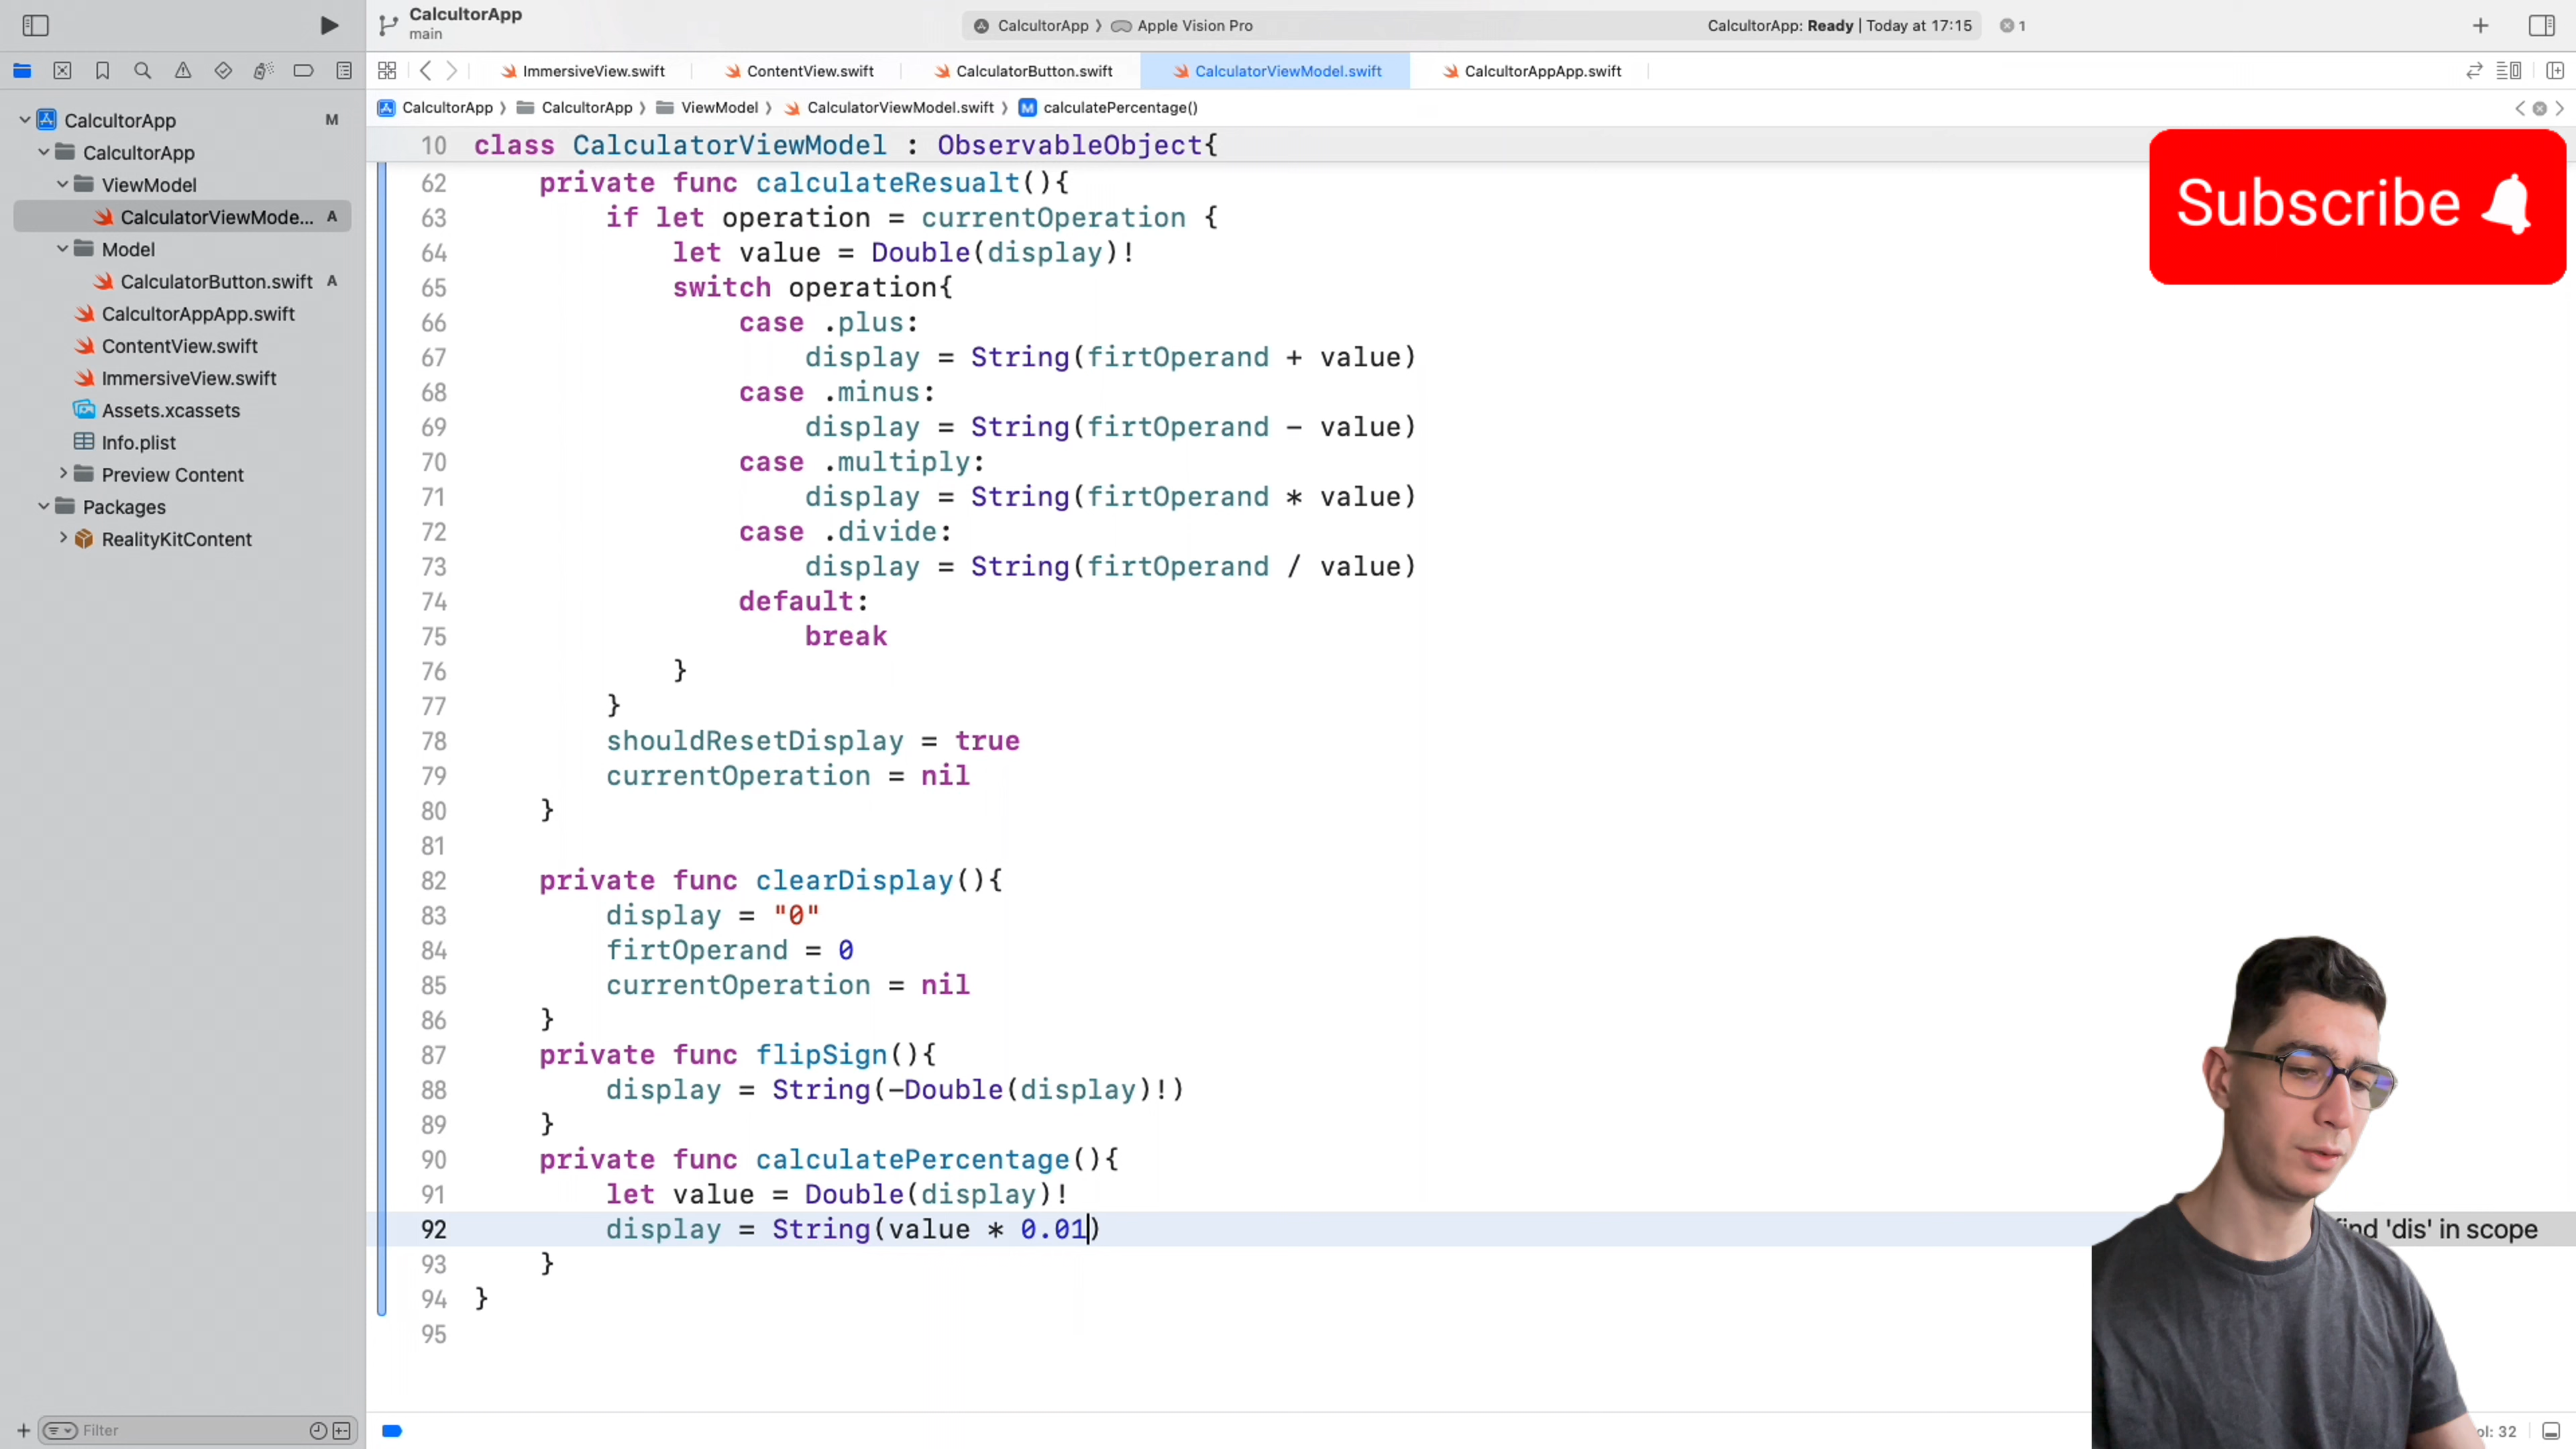 CalcultorApp
main
CalcultorApp 〉 Apple Vision Pro
CalcultorApp: Ready | Today at 17:15
1
ImmersiveView.swift
ContentView.swift
CalculatorButton.swift
CalculatorViewModel.swift
CalcultorAppApp.swift
CalcultorApp 〉 CalcultorApp 〉 ViewModel 〉 CalculatorViewModel.swift 〉 M calculatePercentage()
CalcultorApp M
CalcultorApp
ViewModel
CalculatorViewMode... A
Model
CalculatorButton.swift A
CalcultorAppApp.swift
ContentView.swift
ImmersiveView.swift
Assets.xcassets
Info.plist
Preview Content
Packages
RealityKitContent
Filter
10 class CalculatorViewModel : ObservableObject{
62 private func calculateResualt(){
63 if let operation = currentOperation {
64 let value = Double(display)!
65 switch operation{
66 case .plus:
67 display = String(firtOperand + value)
68 case .minus:
69 display = String(firtOperand - value)
70 case .multiply:
71 display = String(firtOperand * value)
72 case .divide:
73 display = String(firtOperand / value)
74 default:
75 break
76 }
77 }
78 shouldResetDisplay = true
79 currentOperation = nil
80 }
81
82 private func clearDisplay(){
83 display = "0"
84 firtOperand = 0
85 currentOperation = nil
86 }
87 private func flipSign(){
88 display = String(-Double(display)!)
89 }
90 private func calculatePercentage(){
91 let value = Double(display)!
92 display = String(value * 0.01)
93 }
94 }
95
Subscribe
'dis' in scope
32